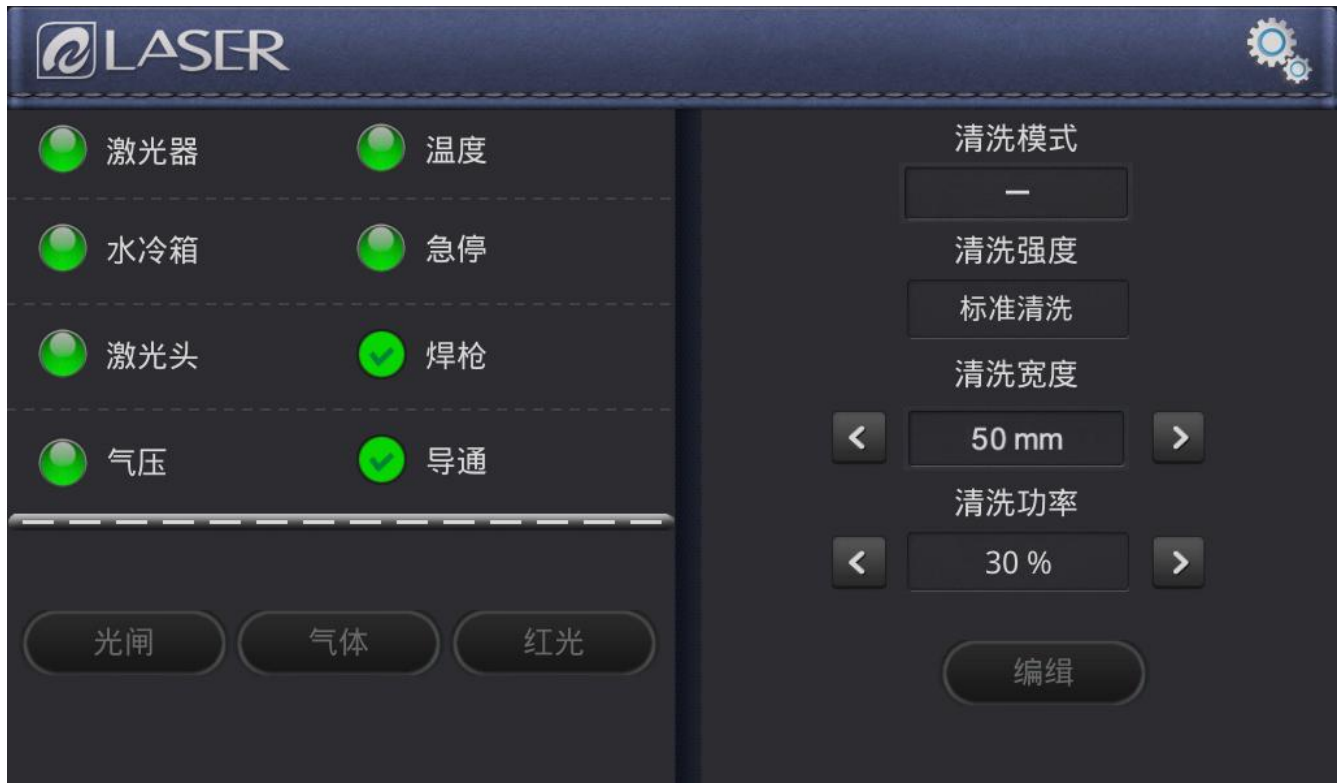 LASER
激光器 温度
水冷箱 急停
激光头 焊枪
气压 导通
光闸 气体 红光
清洗模式
一
清洗强度
标准清洗
清洗宽度
50 mm
清洗功率
30 %
编缉